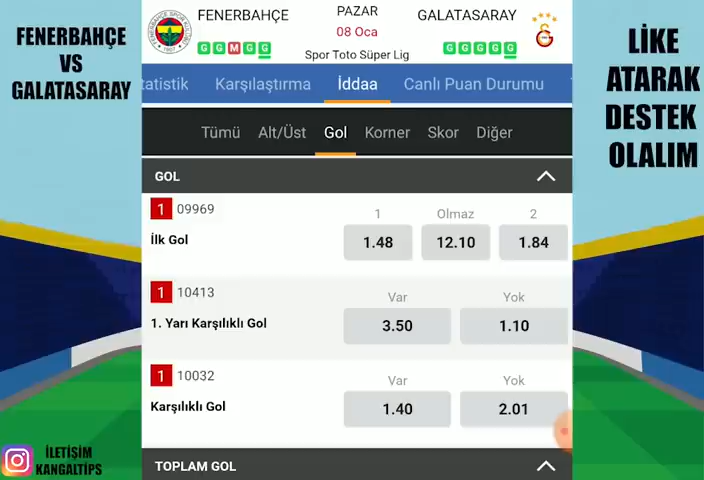 FENERBAHÇE
VS
GALATASARAY
FENERBAHÇE
G G M G G
PAZAR
08 Oca
Spor Toto Süper Lig
GALATASARAY
G G G G G
LİKE
ATARAK
DESTEK
OLALIM
tatistik Karşılaştırma İddaa Canlı Puan Durumu
Tümü Alt/Üst Gol Korner Skor Diğer
GOL
1 09969
İlk Gol
1 Olmaz 2
1.48 12.10 1.84
1 10413
1. Yarı Karşılıklı Gol
Var Yok
3.50 1.10
1 10032
Karşılıklı Gol
Var Yok
1.40 2.01
TOPLAM GOL
İLETİŞİM
KANGALTİPS